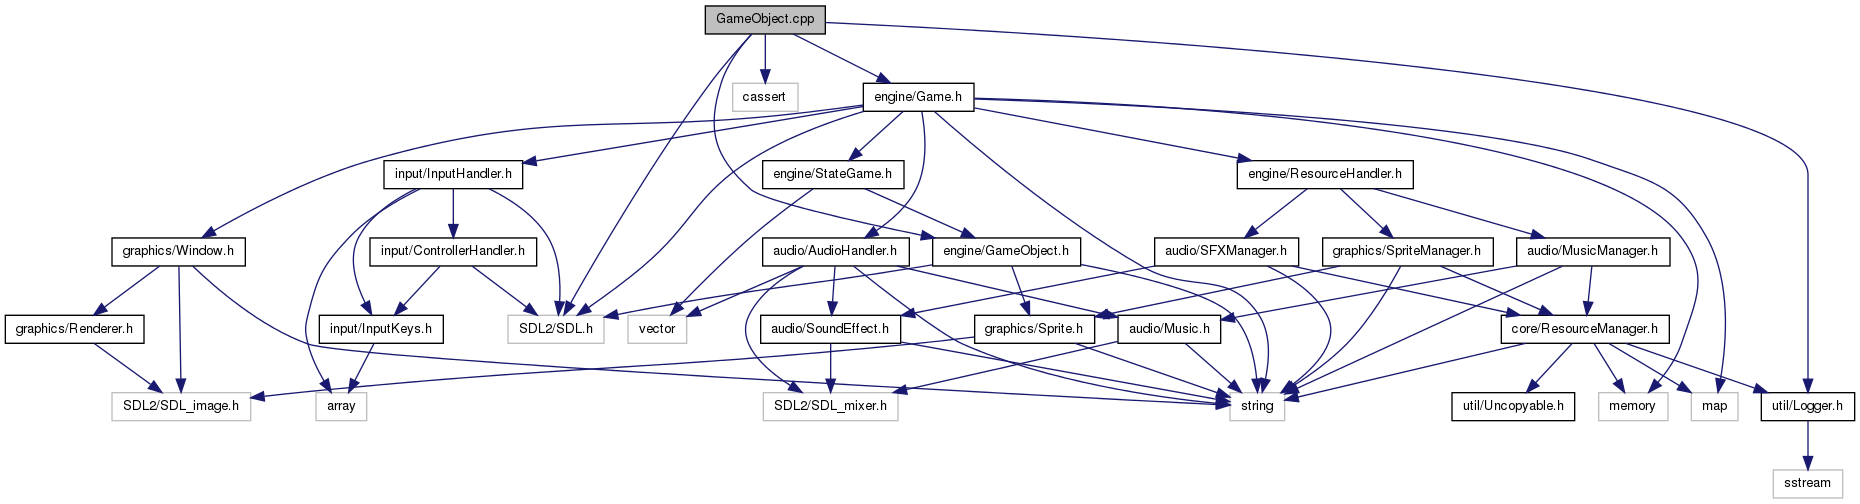 GameObject.cpp
cassert
engine/Game.h
input/InputHandler.h
engine/StateGame.h
engine/ResourceHandler.h
graphics/Window.h
input/ControllerHandler.h
audio/AudioHandler.h
engine/GameObject.h
audio/SFXManager.h
graphics/SpriteManager.h
audio/MusicManager.h
graphics/Renderer.h
input/InputKeys.h
SDL2/SDL.h
vector
audio/SoundEffect.h
graphics/Sprite.h
audio/Music.h
core/ResourceManager.h
SDL2/SDL_image.h
array
SDL2/SDL_mixer.h
string
util/Uncopyable.h
memory
map
util/Logger.h
sstream